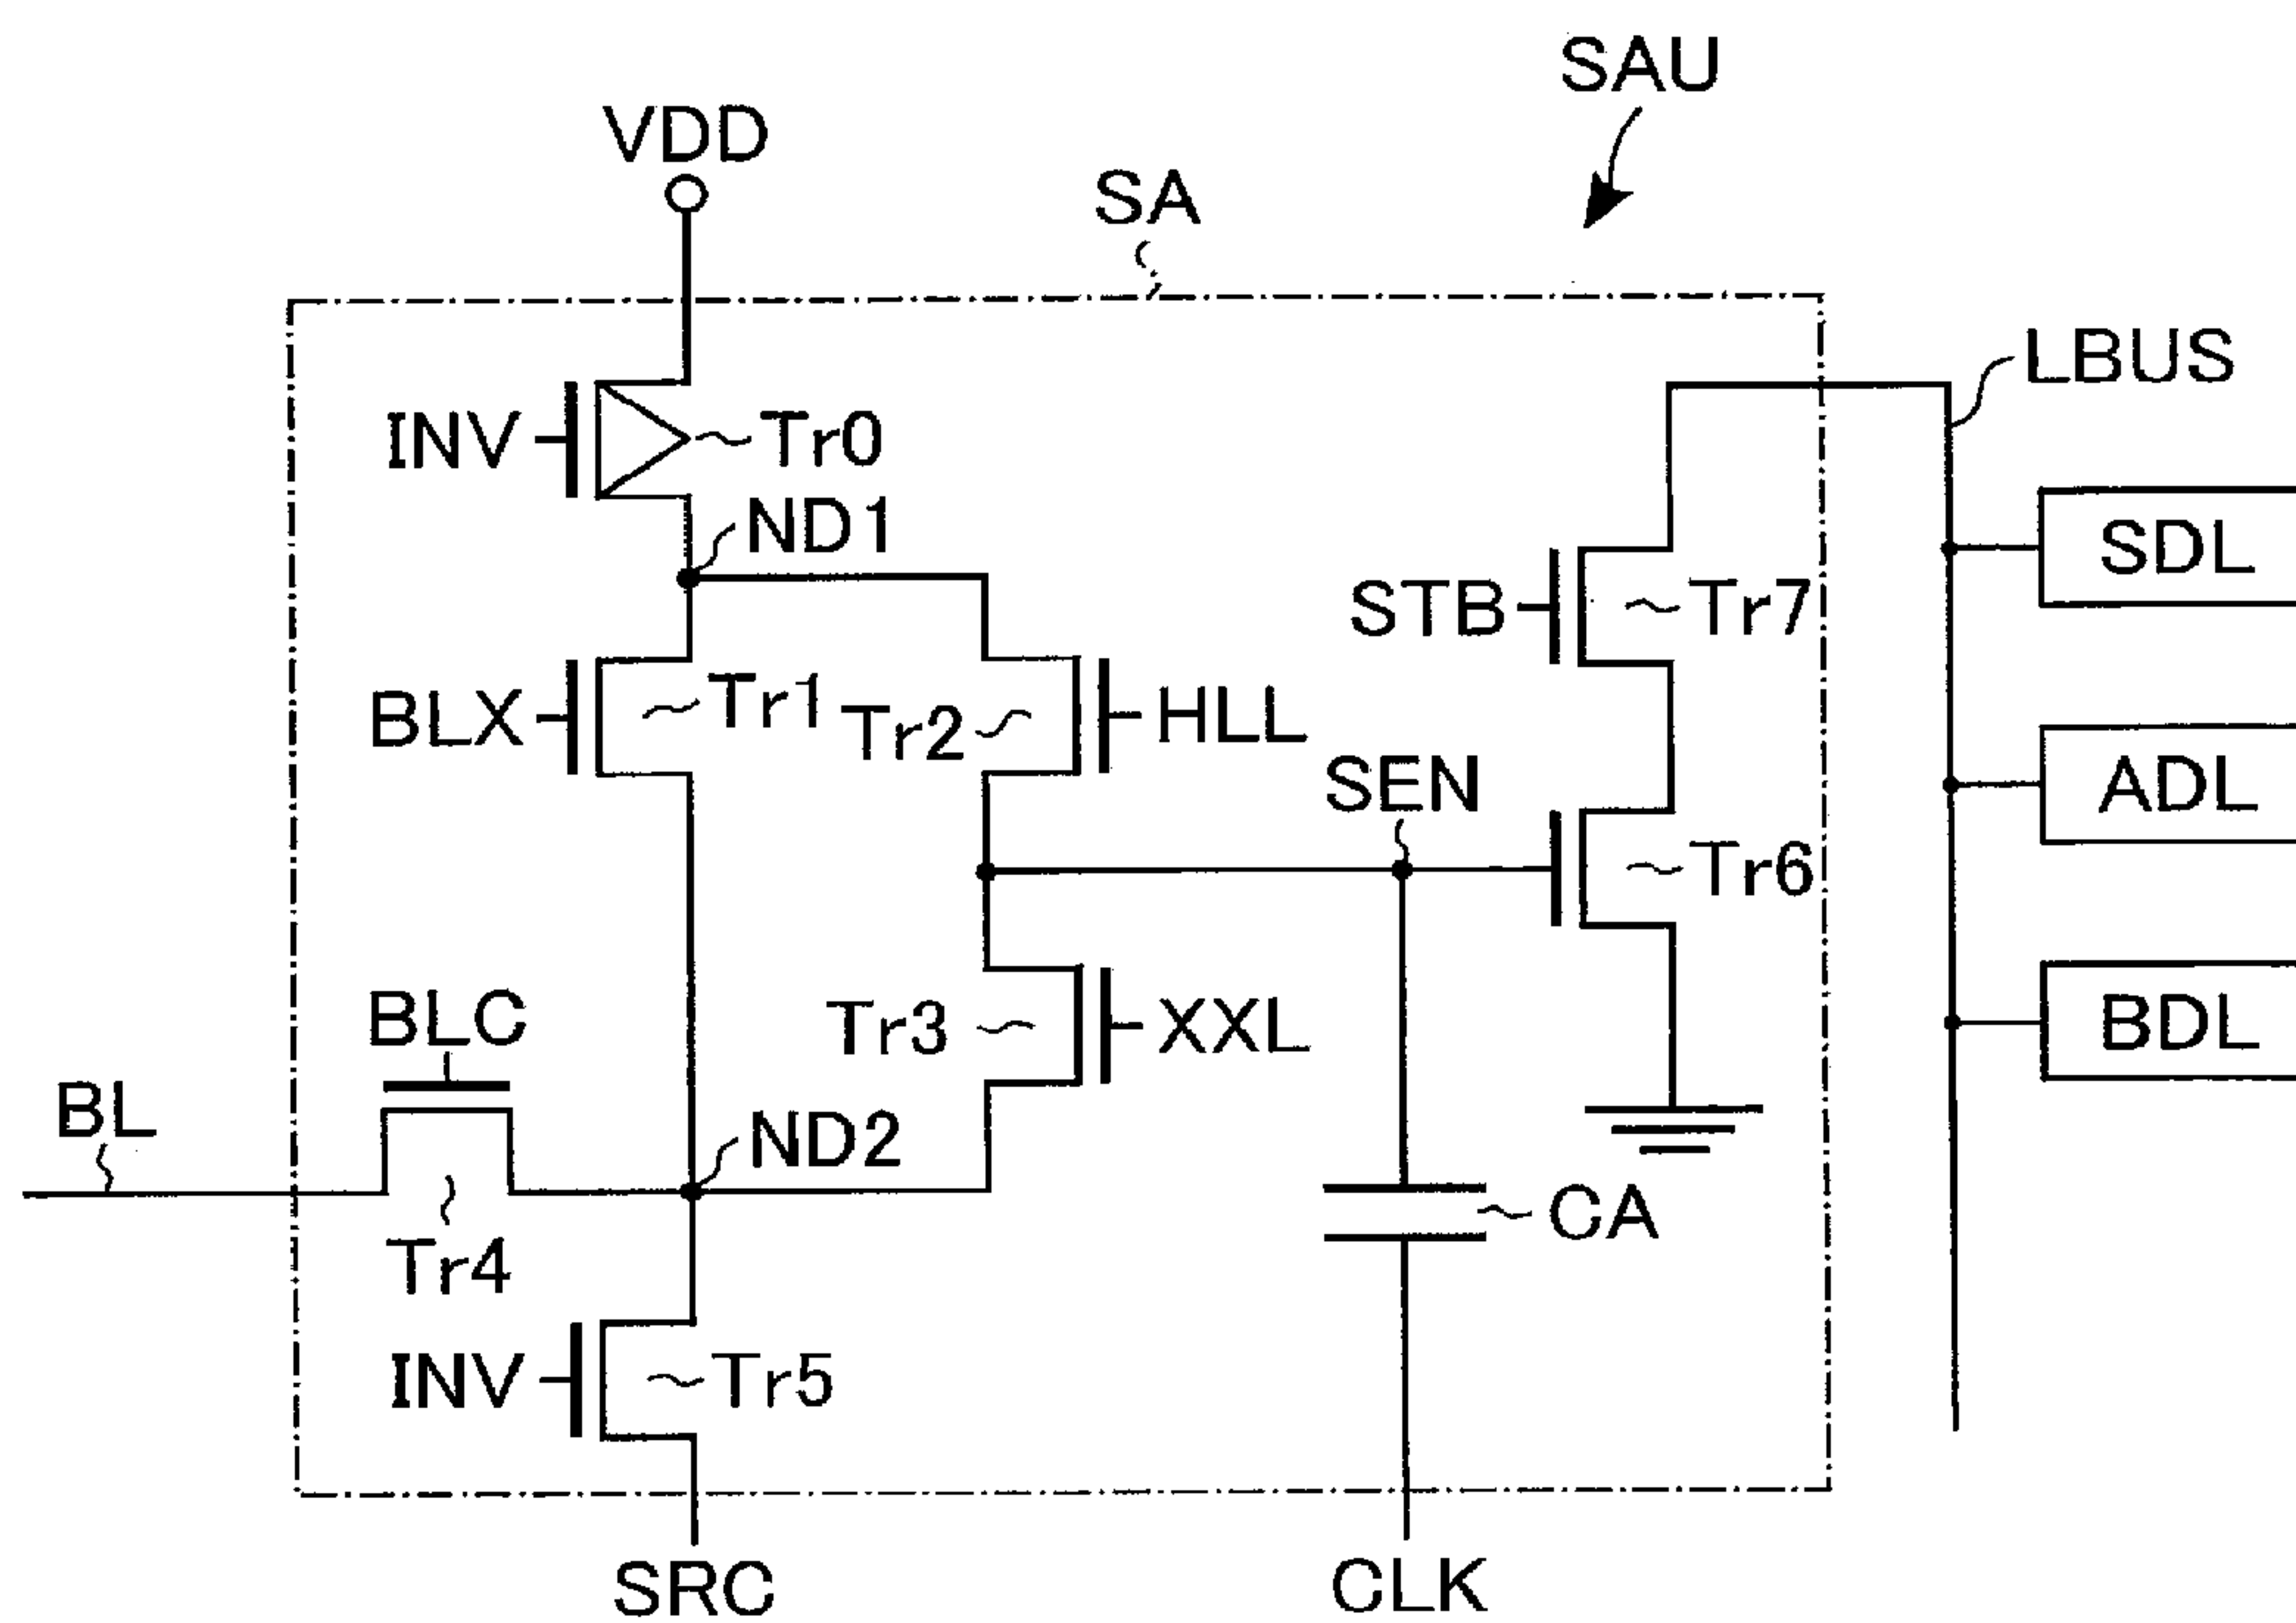 SAU
VDD
SA
LBUS
INV
Tr0
ND1
SDL
STB
Tr7
BLX
Tr1
Tr2
HLL
SEN
ADL
Tr6
BLC
Tr3
XXL
BDL
BL
ND2
CA
Tr4
INV
Tr5
SRC
CLK